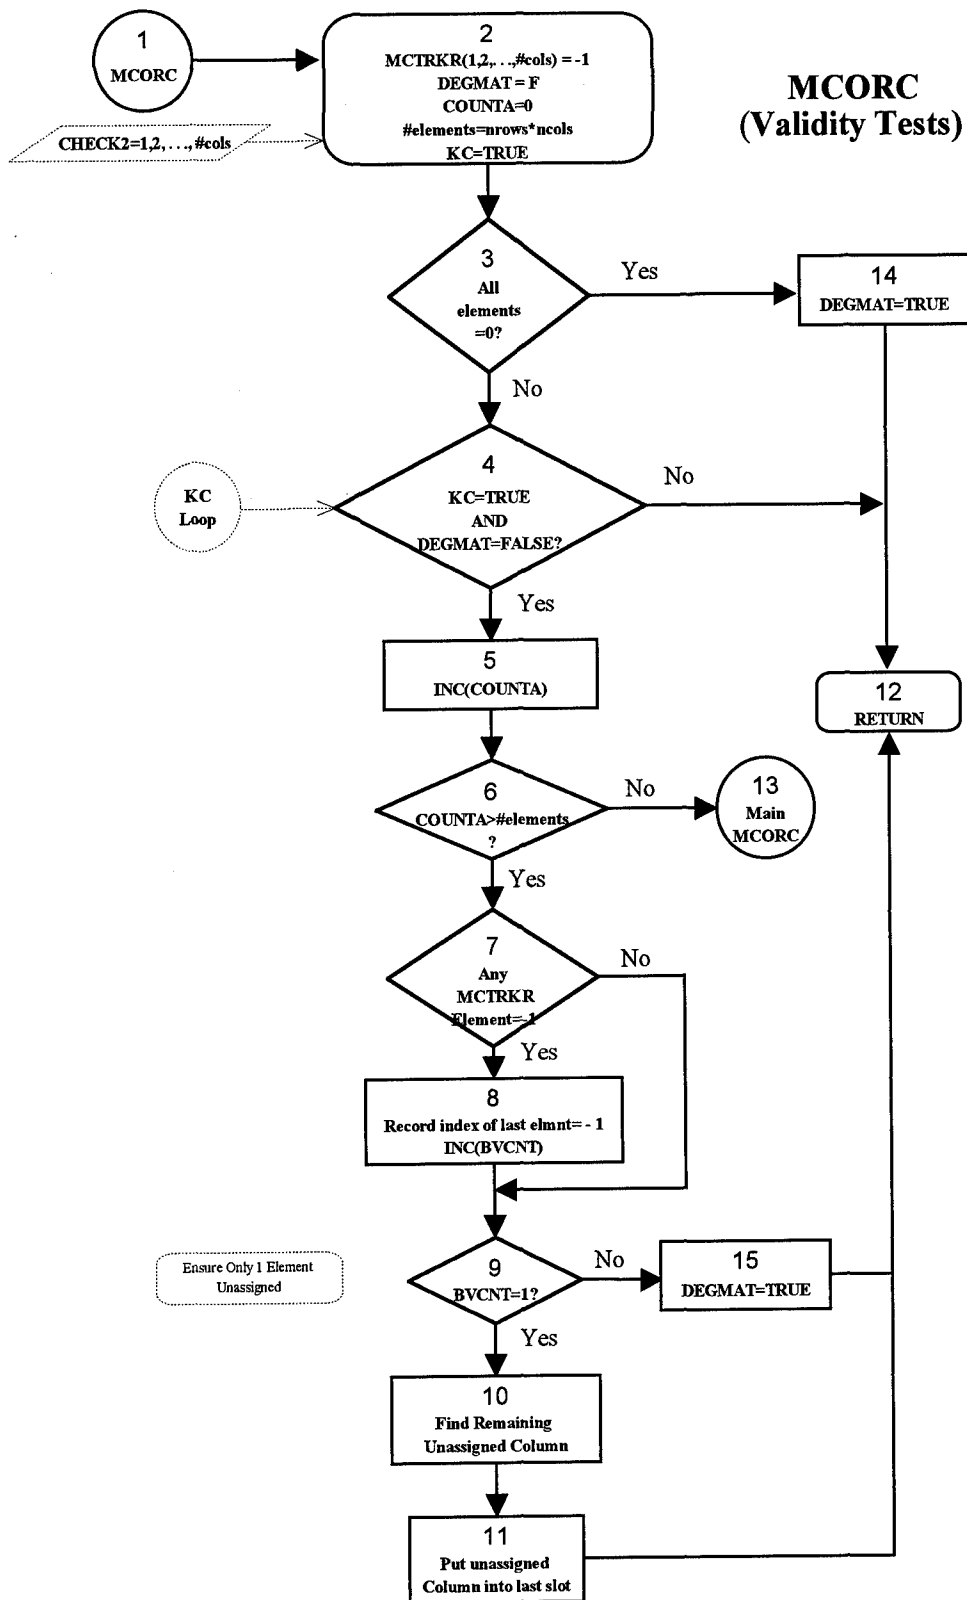 1
MCORC
2
MCTRKR(1,2,...,#cols) = -1
DEGMAT = F
COUNTA=0
#elements=nrows*ncols
KC=TRUE
MCORC
(Validity Tests)
CHECK2=1,2, ..., #cols
3
All
elements
=0?
Yes
14
DEGMAT=TRUE
No
4
KC=TRUE
AND
DEGMAT=FALSE?
No
KC
Loop
Yes
5
INC(COUNTA)
12
RETURN
6
COUNTA>#elements
?
No
13
Main
MCORC
Yes
7
Any
MCTRKR
Element=-1
No
Yes
8
Record index of last elmnt= - 1
INC(BVCNT)
Ensure Only 1 Element
Unassigned
9
BVCNT=1?
No
15
DEGMAT=TRUE
Yes
10
Find Remaining
Unassigned Column
11
Put unassigned
Column into last slot